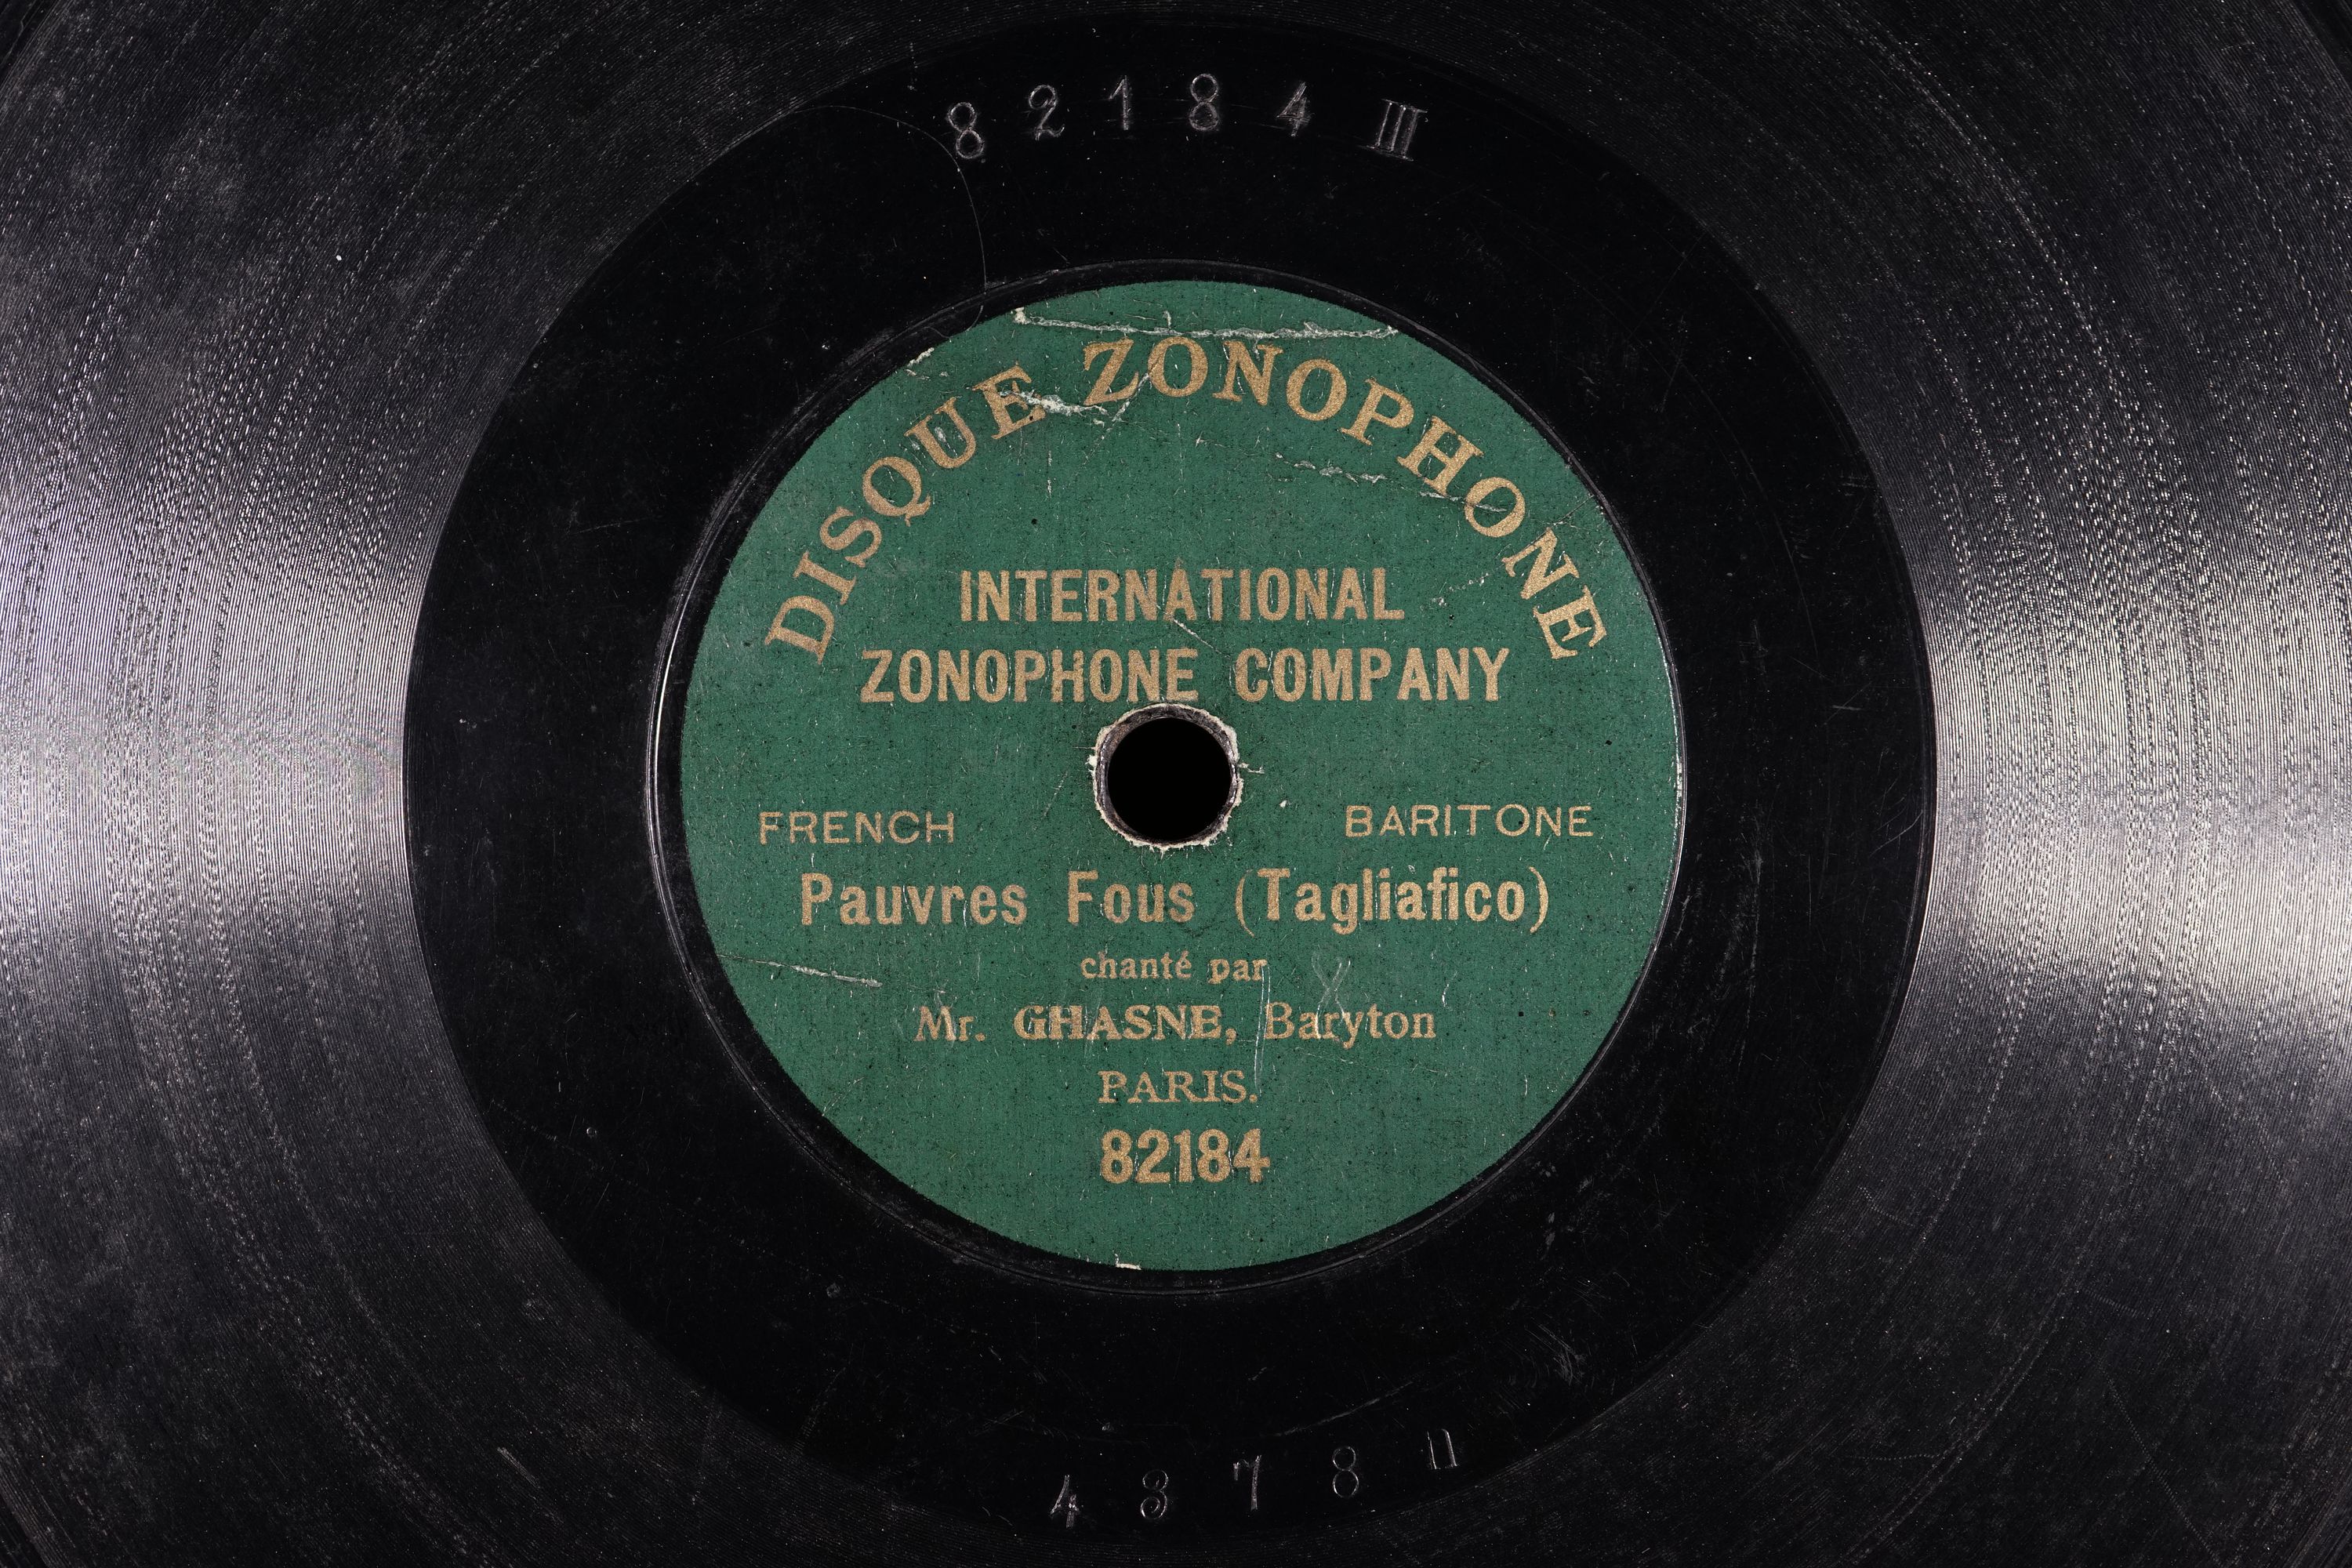 82184 III
DISQUE ZONOPHONE
INTERNATIONAL
ZONOPHONE COMPANY
FRENCH BARITONE
Pauvres Fous (Tagliafico)
chanté par
Mr. GHASNE, Baryton
PARIS.
82184
4378 II